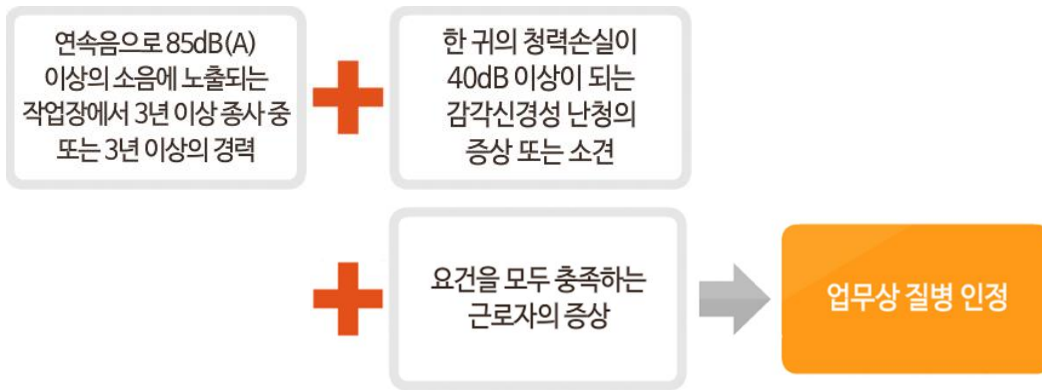 연속음으로 85dB(A)
이상의 소음에 노출되는
작업장에서 3년 이상 종사 중
또는 3년 이상의 경력
한 귀의 청력손실이
40dB 이상이 되는
감각신경성 난청의
증상 또는 소견
요건을 모두 충족하는
근로자의 증상
업무상 질병 인정